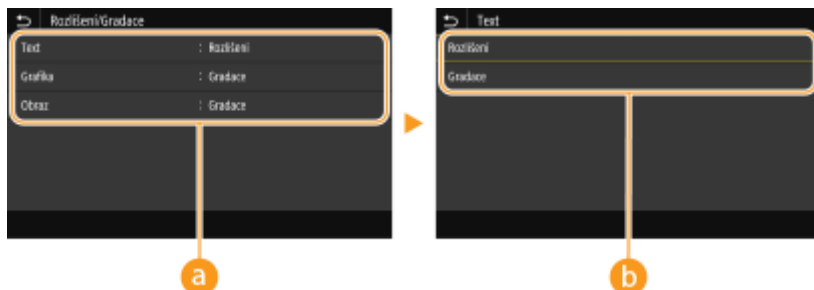 Rozlišení/Gradace
Text : Rozlišení
Grafika : Gradace
Obraz : Gradace
a
Text
Rozlišení
Gradace
b